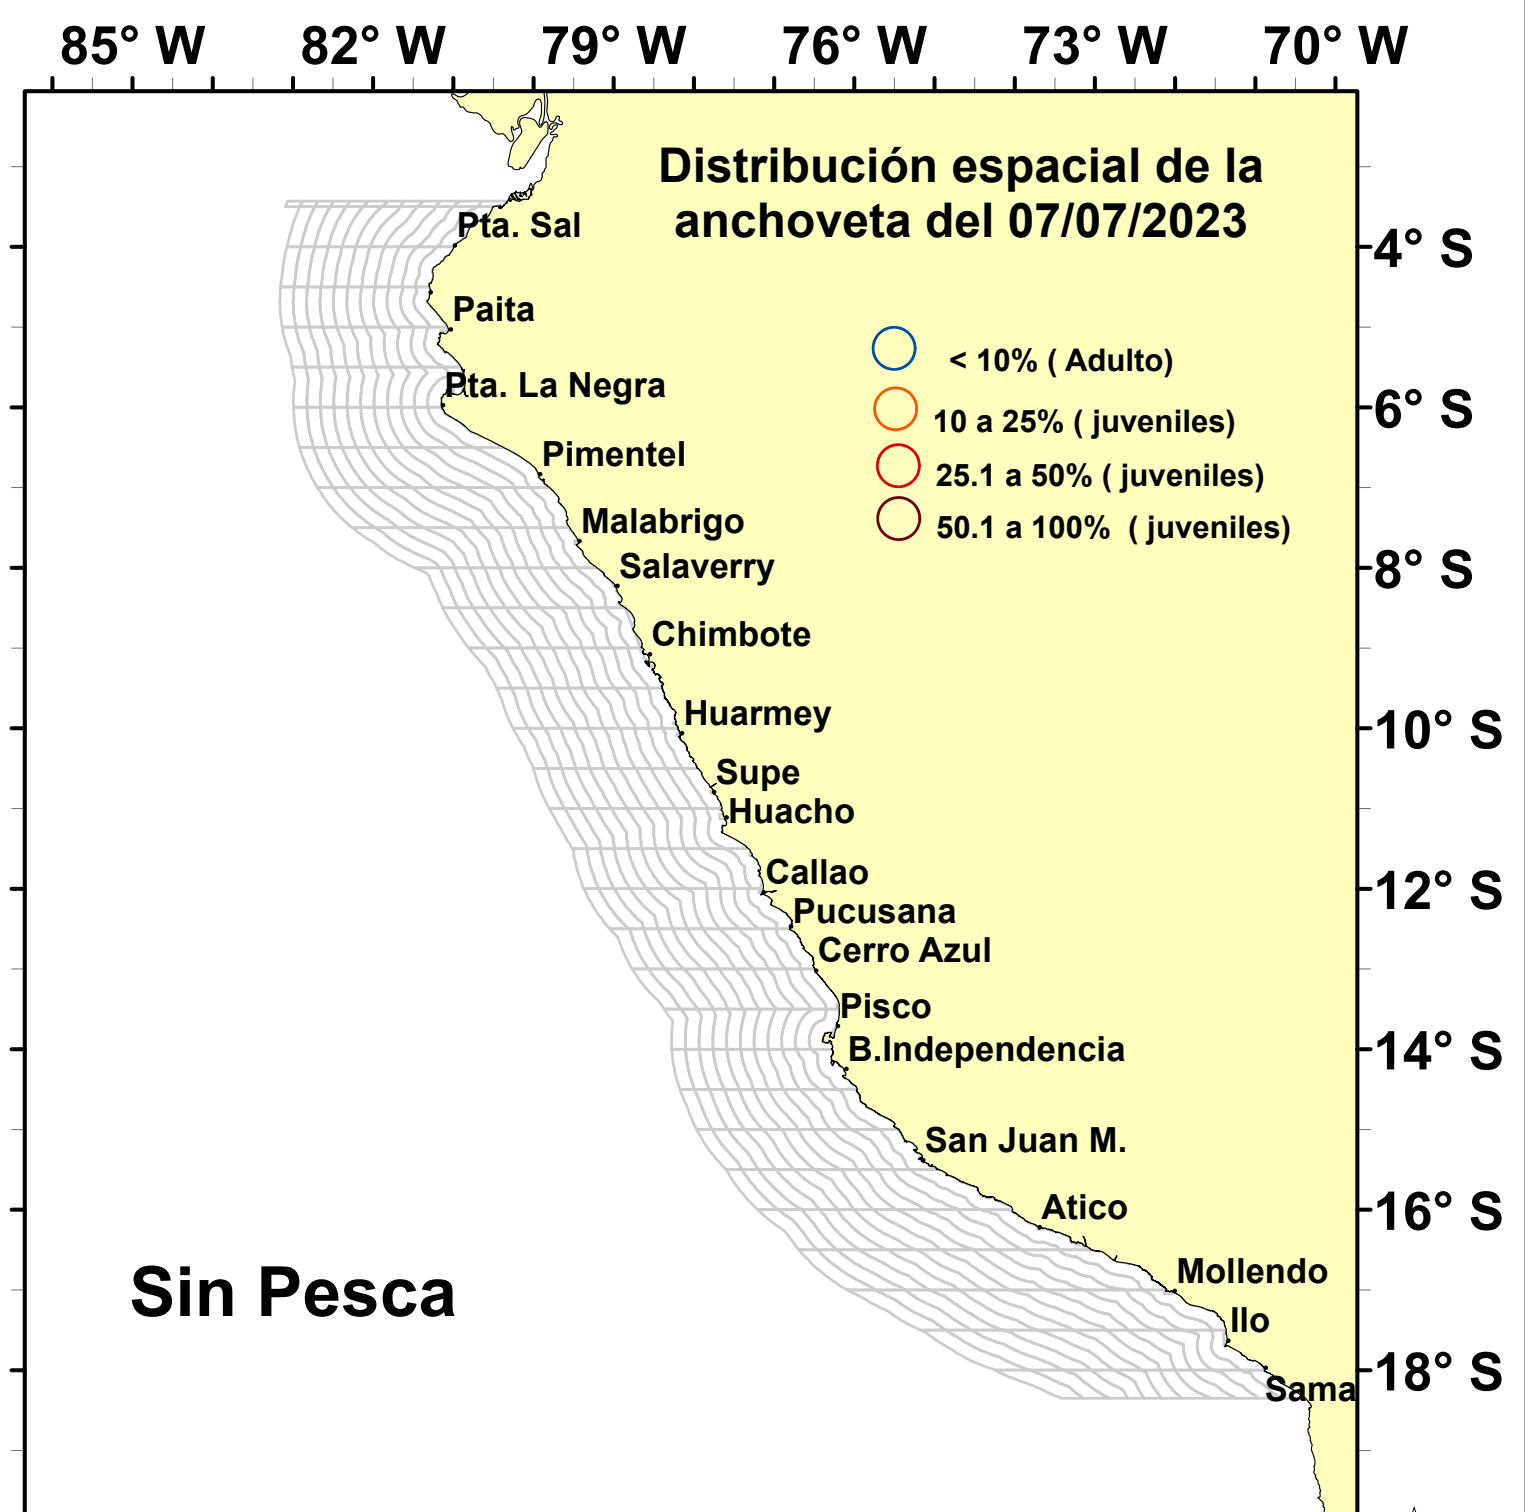 85° W 82° W 79° W 76° W 73° W 70° W
Distribución espacial de la
anchoveta del 07/07/2023
Pta. Sal
4° S
Paita
< 10% ( Adulto)
Pta. La Negra
6° S
10 a 25% ( juveniles)
Pimentel
25.1 a 50% ( juveniles)
Malabrigo
50.1 a 100% ( juveniles)
Salaverry
8° S
Chimbote
Huarmey
10° S
Supe
Huacho
Callao
12° S
Pucusana
Cerro Azul
Pisco
B.Independencia
14° S
San Juan M.
Atico
16° S
Mollendo
Sin Pesca
Ilo
18° S
Sama